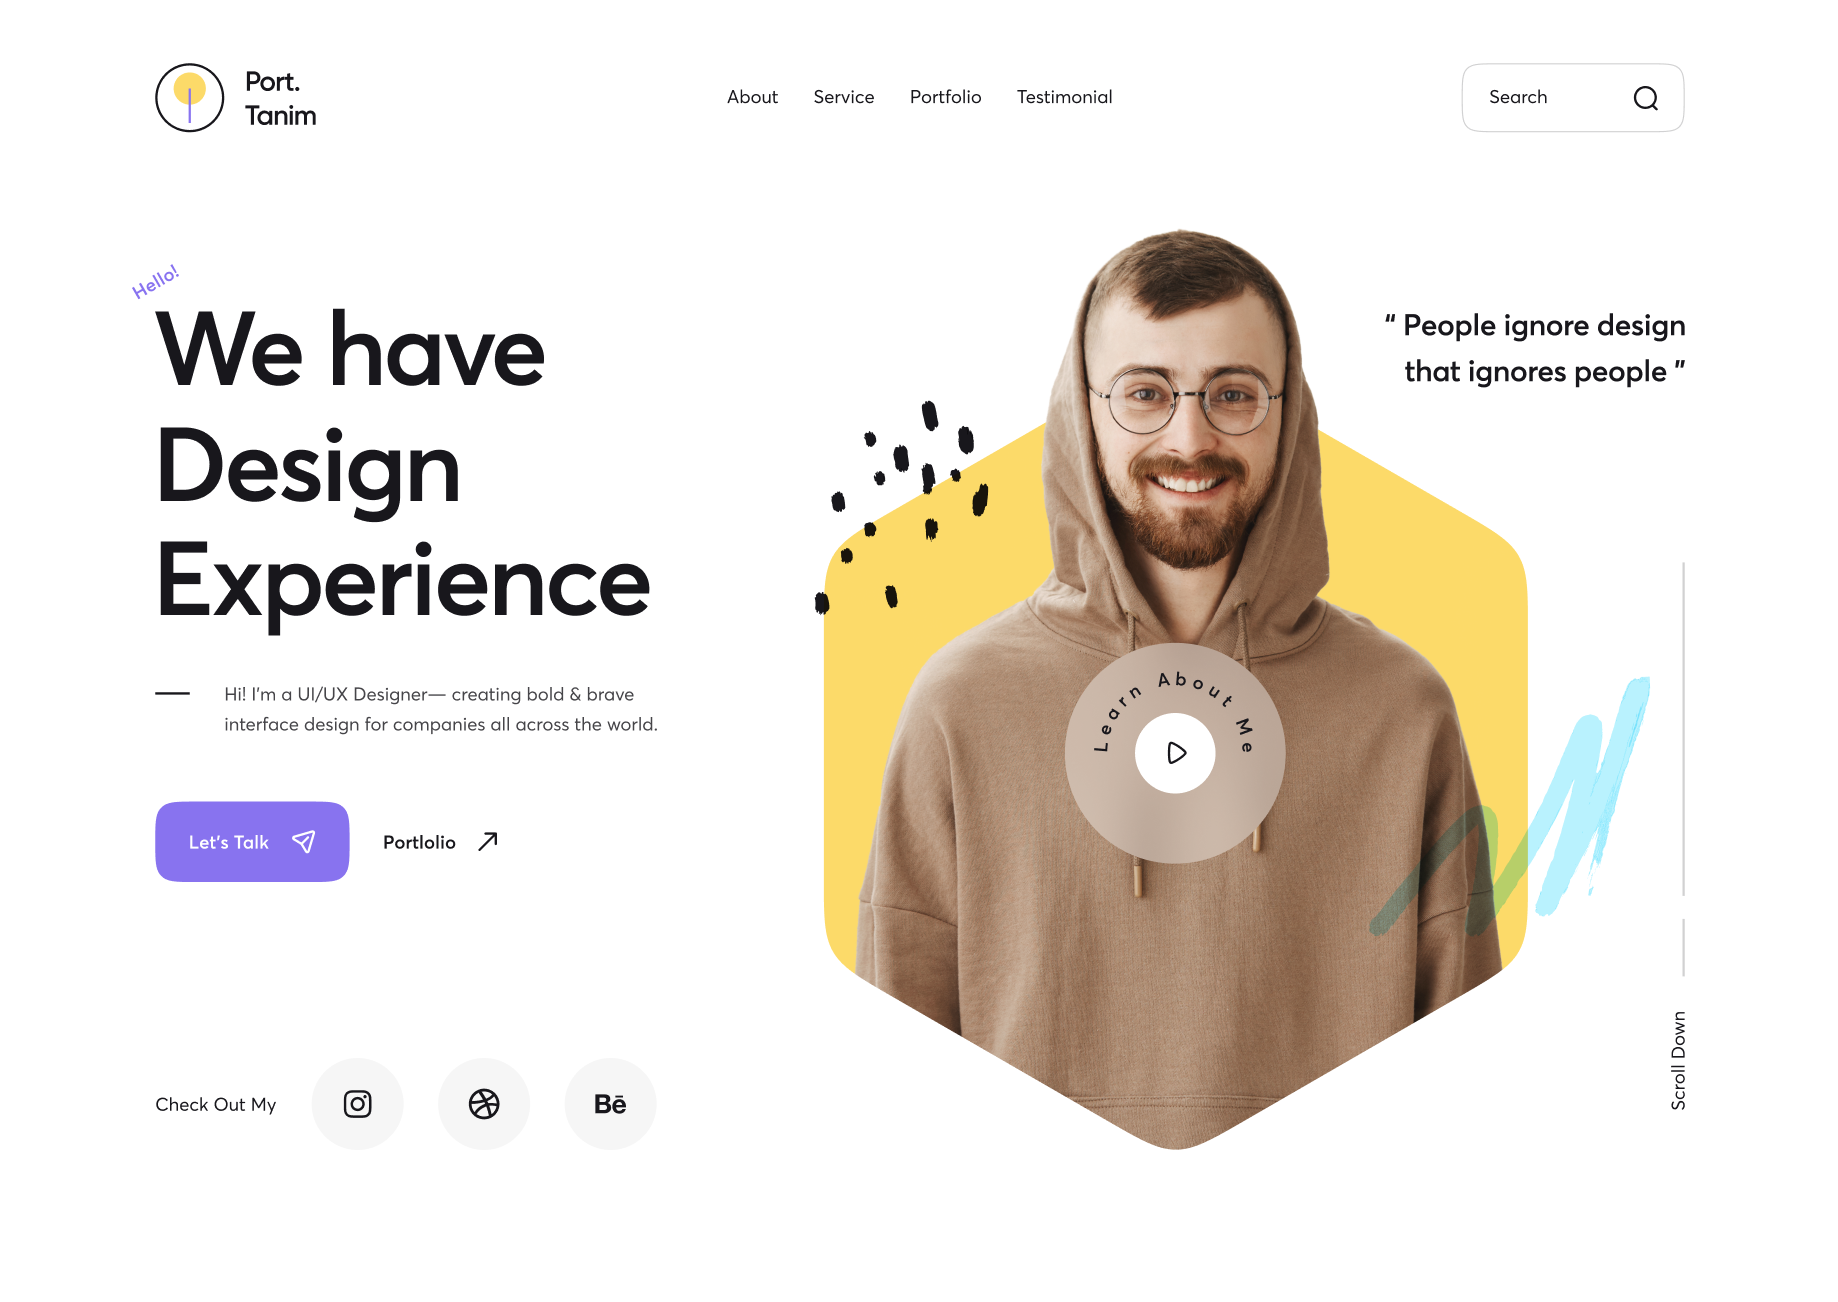 Port.
Tanim
About
Service
Portfolio
Testimonial
Search
Hello!
We have
Design
Experience
“ People ignore design
that ignores people ”
Hi! I'm a UI/UX Designer— creating bold & brave
interface design for companies all across the world.
Learn About Me
Let's Talk
Portlolio
Scroll Down
Check Out My
Bē